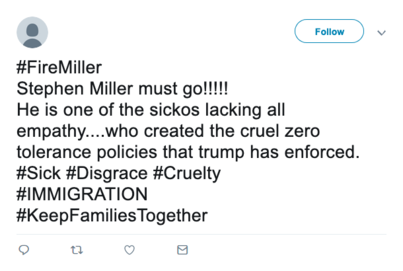 Follow
#FireMiller
Stephen Miller must go!!!!!
He is one of the sickos lacking all
empathy....who created the cruel zero
tolerance policies that trump has enforced.
#Sick #Disgrace #Cruelty
#IMMIGRATION
#KeepFamiliesTogether